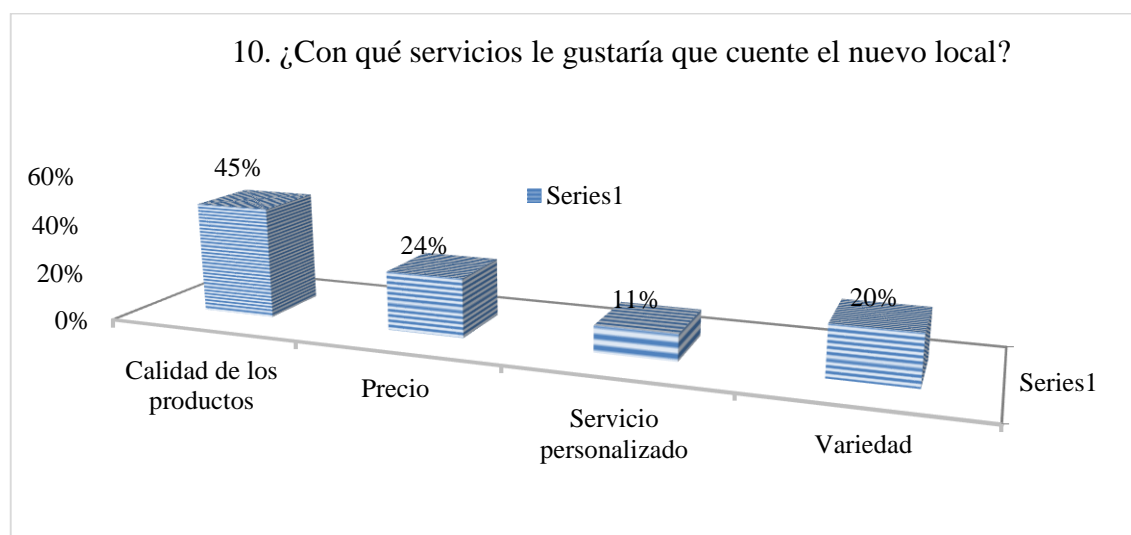 10. ¿Con qué servicios le gustaría que cuente el nuevo local?
60%
40%
20%
0%
45%
24%
11%
20%
Series1
Calidad de los
productos
Precio
Servicio
personalizado
Variedad
Series1